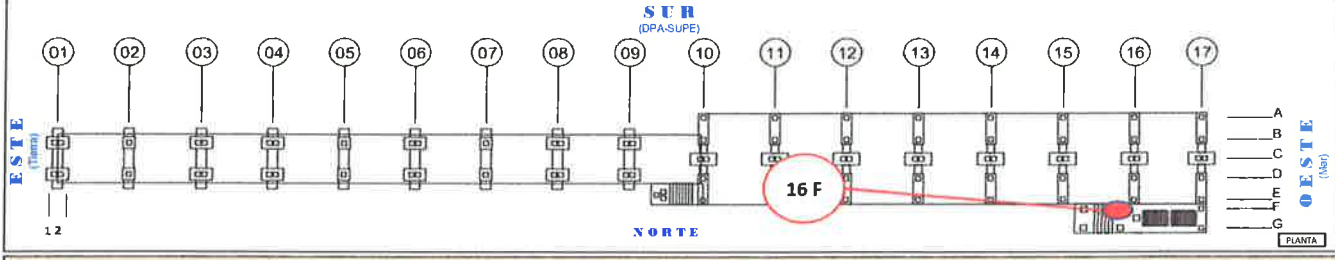 SUR
(DPA-SUPE)
01 02 03 04 05 06 07 08 09 10 11 12 13 14 15 16 17
A
B
C
D
E
F
G
ESTE
(Tierra)
OESTE
(Mar)
16 F
1 2
NORTE
PLANTA